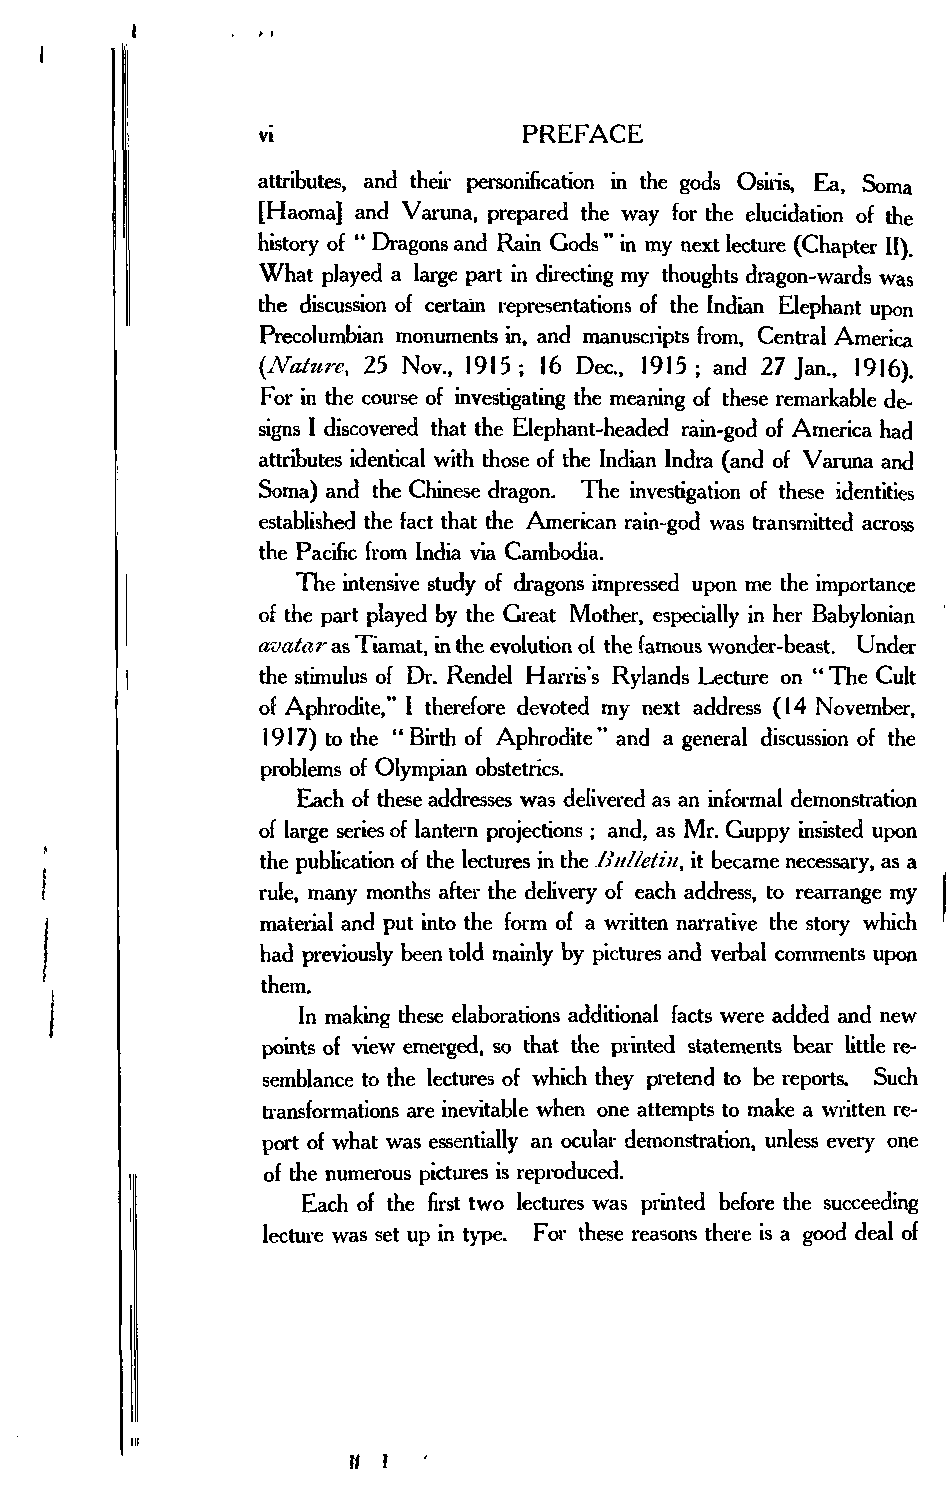 vi PREFACE
attributes, and their personification in the gods Osiris, Ea, Soma
[Haoma] and Varuna, prepared the way for the elucidation of the
history of " Dragons and Rain Gods " in my next lecture (Chapter II).
What played a large part in directing my thoughts dragon-wards was
the discussion of certain representations of the Indian Elephant upon
Precolumbian monuments in, and manuscripts from, Central America
(Nature, 25 Nov., 1915 ; 16 Dec., 1915 ; and 27 Jan., 1916).
For in the course of investigating the meaning of these remarkable de-
signs I discovered that the Elephant-headed rain-god of America had
attributes identical with those of the Indian Indra (and of Varuna and
Soma) and the Chinese dragon. The investigation of these identities
established the fact that the American rain-god was transmitted across
the Pacific from India via Cambodia.
The intensive study of dragons impressed upon me the importance
of the part played by the Great Mother, especially in her Babylonian
avatar as Tiamat, in the evolution of the famous wonder-beast. Under
the stimulus of Dr. Rendel Harris's Rylands Lecture on " The Cult
of Aphrodite," I therefore devoted my next address (14 November,
1917) to the " Birth of Aphrodite " and a general discussion of the
problems of Olympian obstetrics.
Each of these addresses was delivered as an informal demonstration
of large series of lantern projections ; and, as Mr. Guppy insisted upon
the publication of the lectures in the Bulletin, it became necessary, as a
rule, many months after the delivery of each address, to rearrange my
material and put into the form of a written narrative the story which
had previously been told mainly by pictures and verbal comments upon
them.
In making these elaborations additional facts were added and new
points of view emerged, so that the printed statements bear little re-
semblance to the lectures of which they pretend to be reports. Such
transformations are inevitable when one attempts to make a written re-
port of what was essentially an ocular demonstration, unless every one
of the numerous pictures is reproduced.
Each of the first two lectures was printed before the succeeding
lecture was set up in type. For these reasons there is a good deal of